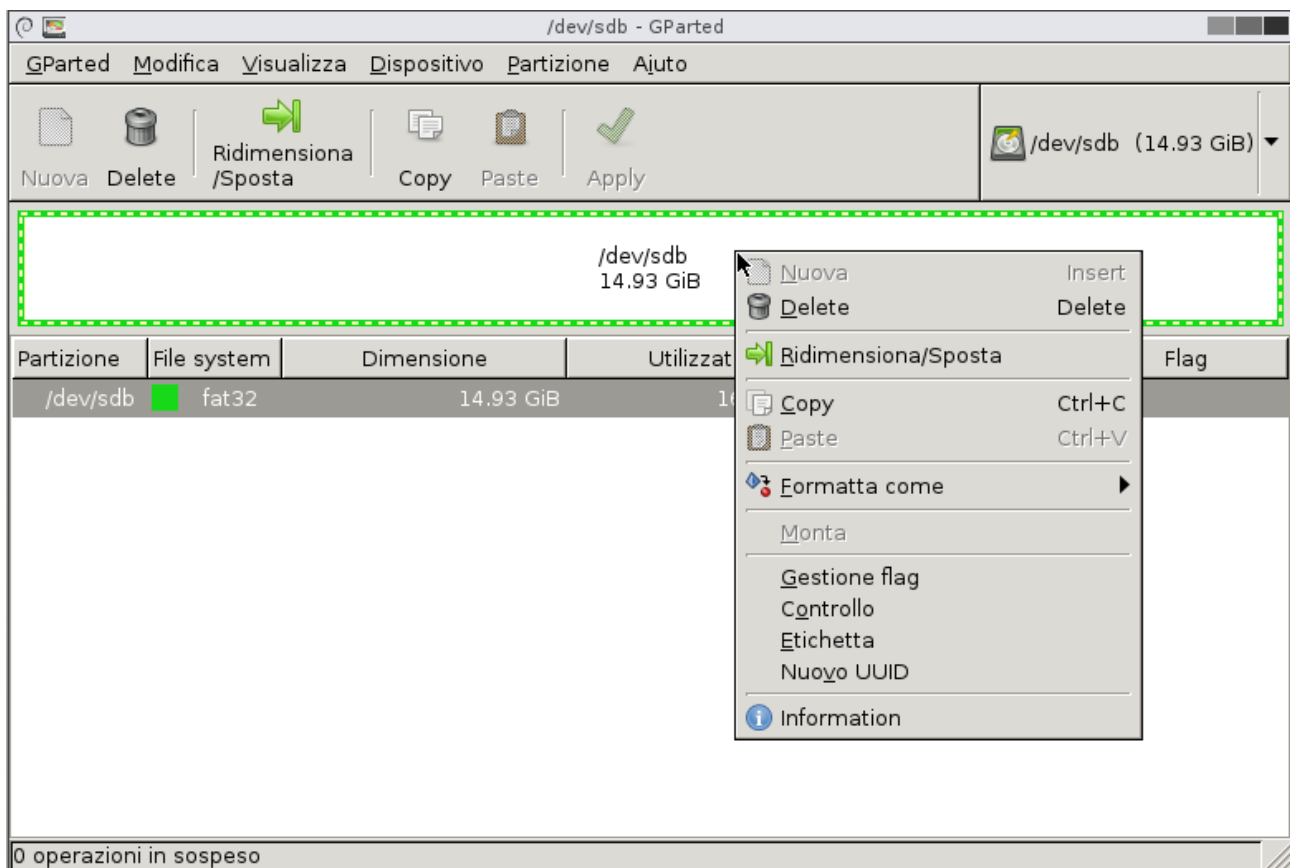 /dev/sdb - GParted
GParted Modifica Visualizza Dispositivo Partizione Aiuto
Nuova
Delete
Ridimensiona
/Sposta
Copy
Paste
Apply
/dev/sdb (14.93 GiB)
/dev/sdb
14.93 GiB
Partizione File system Dimensione Utilizzat Flag
/dev/sdb fat32 14.93 GiB
Nuova Insert
Delete Delete
Ridimensiona/Sposta
Copy Ctrl+C
Paste Ctrl+V
Formatta come
Monta
Gestione flag
Controllo
Etichetta
Nuovo UUID
Information
0 operazioni in sospeso